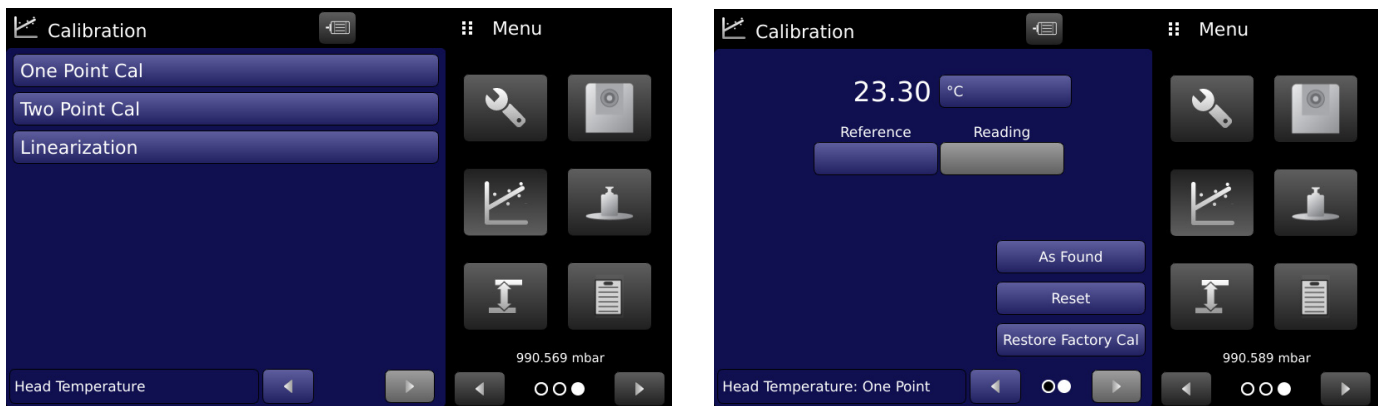 Calibration
Menu
One Point Cal
Two Point Cal
Linearization
990.569 mbar
Head Temperature
Calibration
Menu
23.30 °C
Reference Reading
As Found
Reset
Restore Factory Cal
990.589 mbar
Head Temperature: One Point